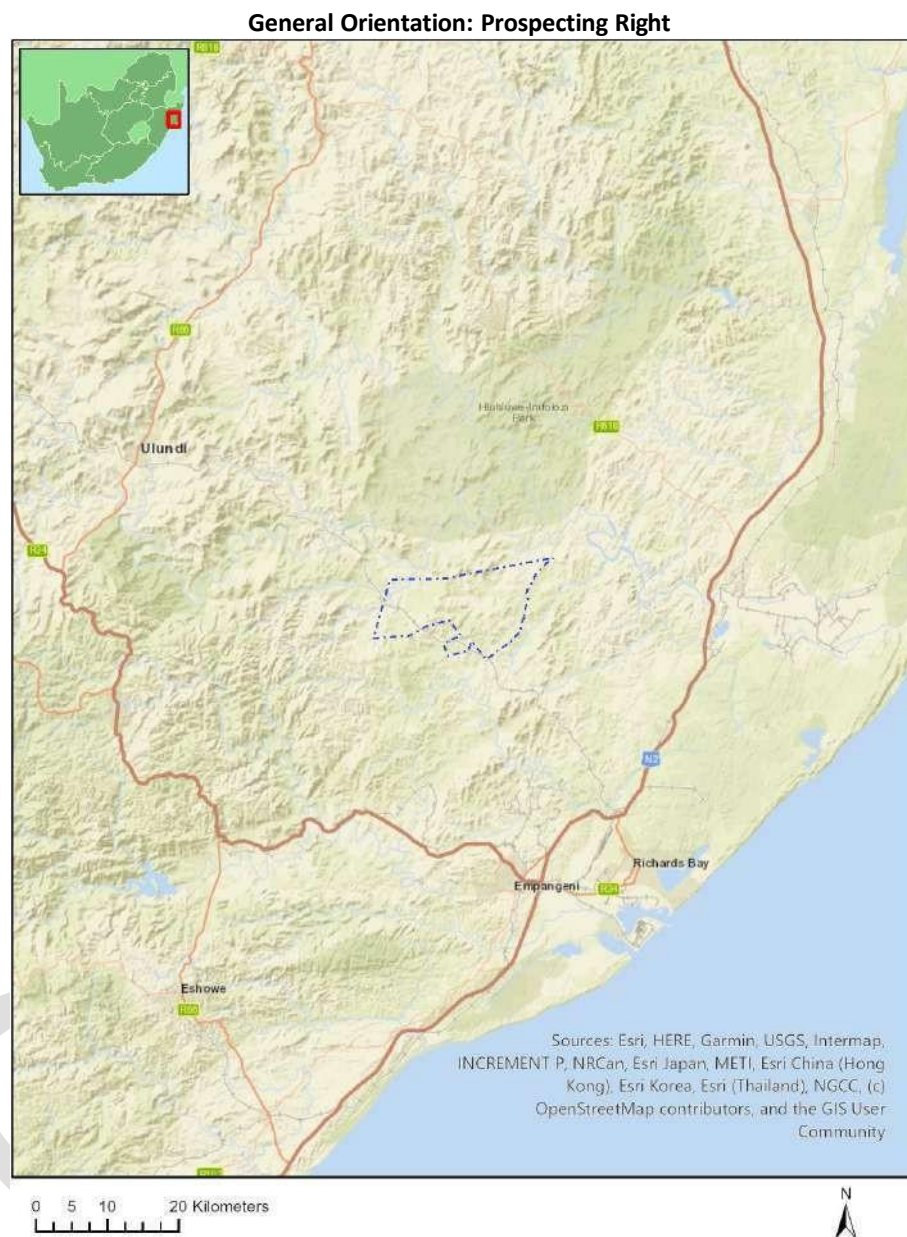 General Orientation: Prospecting Right
R618
R66
Ulundi
Hluhluwe-Imfolozi
Park
R618
R34
N2
Richards Bay
Empangeni
R34
Eshowe
R66
Sources: Esri, HERE, Garmin, USGS, Intermap,
INCREMENT P, NRCan, Esri Japan, METI, Esri China (Hong
Kong), Esri Korea, Esri (Thailand), NGCC, (c)
OpenStreetMap contributors, and the GIS User
Community
0 5 10 20 Kilometers
N